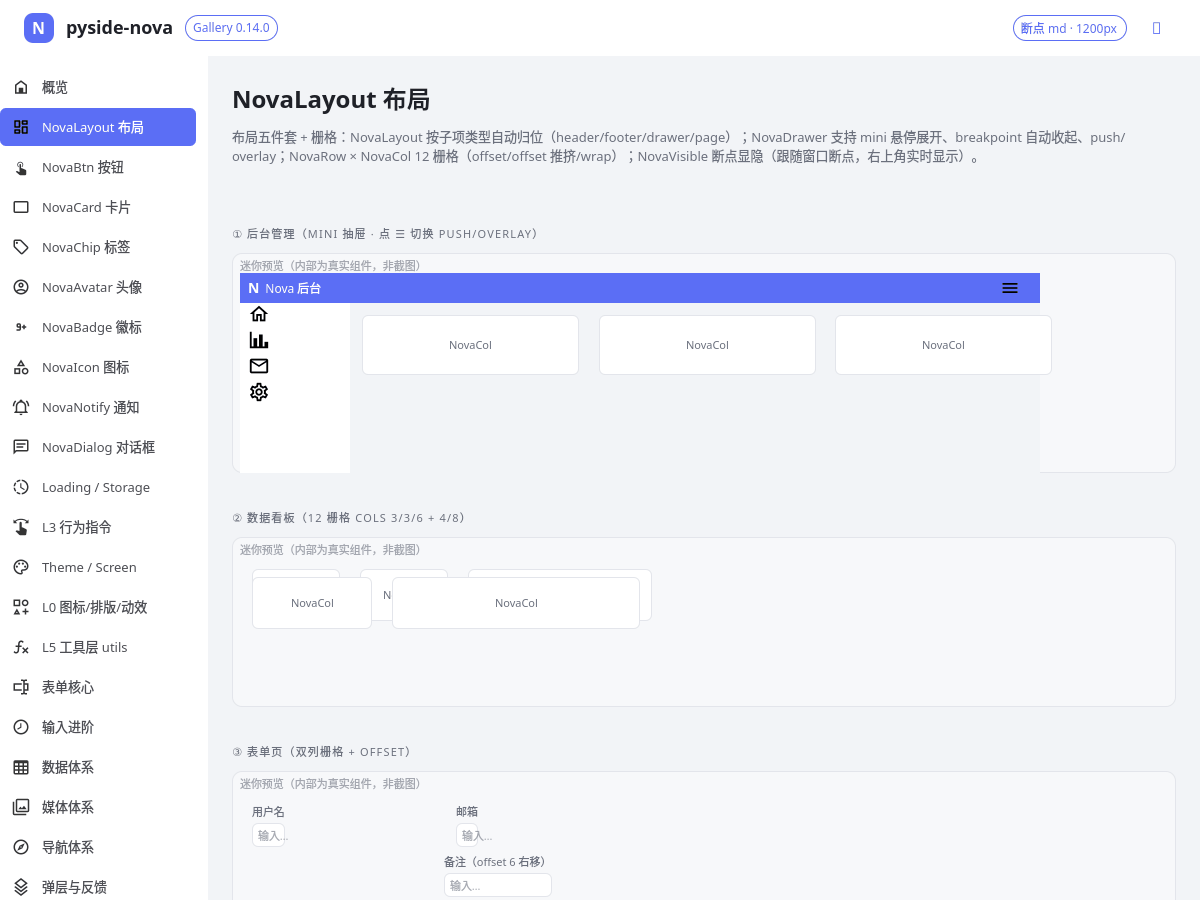 N pyside-nova Gallery 0.14.0 断点 md · 1200px
概览
NovaLayout 布局
NovaBtn 按钮
NovaCard 卡片
NovaChip 标签
NovaAvatar 头像
9+ NovaBadge 徽标
NovaIcon 图标
NovaNotify 通知
NovaDialog 对话框
Loading / Storage
L3 行为指令
Theme / Screen
L0 图标/排版/动效
L5 工具层 utils
表单核心
输入进阶
数据体系
媒体体系
导航体系
弹层与反馈
NovaLayout 布局
布局五件套 + 栅格：NovaLayout 按子项类型自动归位（header/footer/drawer/page）；NovaDrawer 支持 mini 悬停展开、breakpoint 自动收起、push/
overlay；NovaRow × NovaCol 12 栅格（offset/offset 推挤/wrap）；NovaVisible 断点显隐（跟随窗口断点，右上角实时显示）。
① 后台管理（MINI 抽屉 · 点 ☰ 切换 PUSH/OVERLAY）
迷你预览（内部为真实组件，非截图）
N Nova 后台
NovaCol NovaCol NovaCol
② 数据看板（12 栅格 COLS 3/3/6 + 4/8）
迷你预览（内部为真实组件，非截图）
NovaCol N NovaCol
③ 表单页（双列栅格 + OFFSET）
迷你预览（内部为真实组件，非截图）
用户名 邮箱
输入... 输入...
备注（offset 6 右移）
输入...